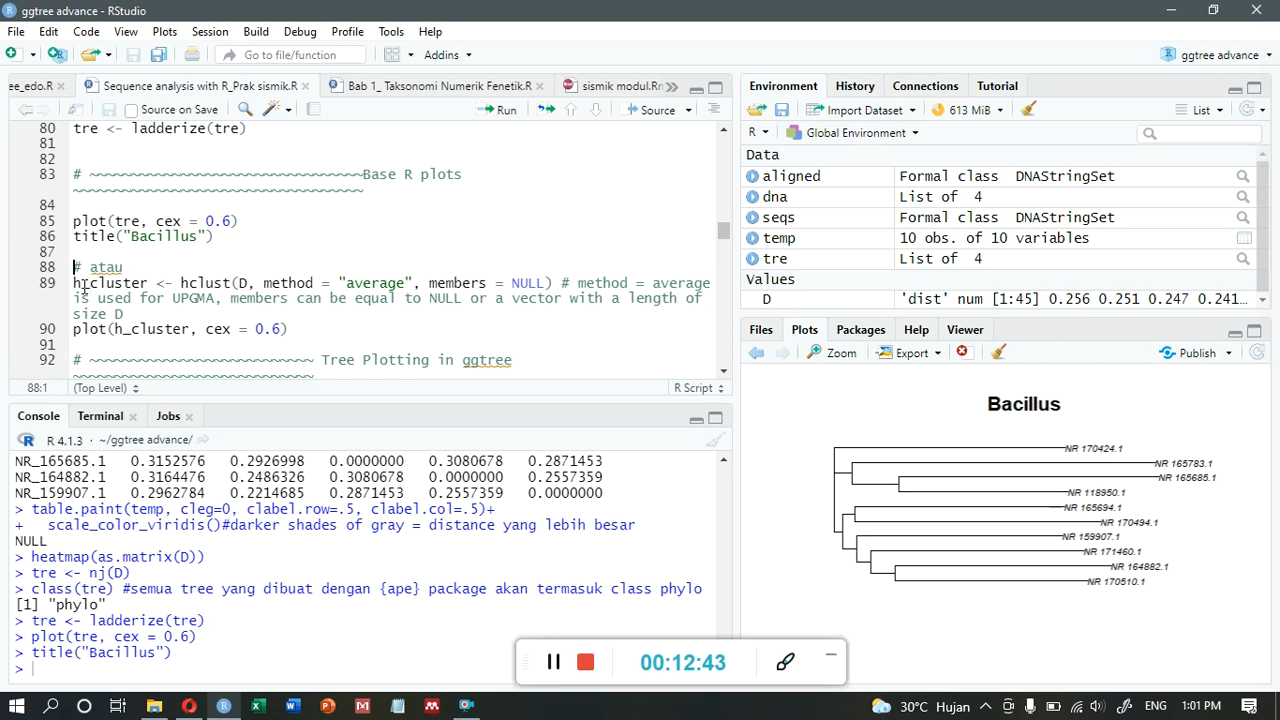 ggtree advance - RStudio
File Edit Code View Plots Session Build Debug Profile Tools Help
Go to file/function Addins ggtree advance
ee_edo.R Sequence analysis with R_Prak sismik.R Bab 1_ Taksonomi Numerik Fenetik.R sismik modul.Rn
Source on Save Run Source
80 tre <- ladderize(tre)
81
82
83 # ~~~~~~~~~~~~~~~~~~~~~~~~~~~~~~~~~Base R plots
~~~~~~~~~~~~~~~~~~~~~~~~~~~~~~~~~~~
84
85 plot(tre, cex = 0.6)
86 title("Bacillus")
87
88 # atau
89 h_cluster <- hclust(D, method = "average", members = NULL) # method = average
is used for UPGMA, members can be equal to NULL or a vector with a length of
size D
90 plot(h_cluster, cex = 0.6)
91
92 # ~~~~~~~~~~~~~~~~~~~~~~~~~~~ Tree Plotting in ggtree
~~~~~~~~~~~~~~~~~~~~~~~~~~~~~
88:1 (Top Level) R Script
Console Terminal Jobs
R 4.1.3 · ~/ggtree advance/
NR_165685.1 0.3152576 0.2926998 0.0000000 0.3080678 0.2871453
NR_164882.1 0.3164476 0.2486326 0.3080678 0.0000000 0.2557359
NR_159907.1 0.2962784 0.2214685 0.2871453 0.2557359 0.0000000
> table.paint(temp, cleg=0, clabel.row=.5, clabel.col=.5)+
+ scale_color_viridis()#darker shades of gray = distance yang lebih besar
NULL
> heatmap(as.matrix(D))
> tre <- nj(D)
> class(tre) #semua tree yang dibuat dengan {ape} package akan termasuk class phylo
[1] "phylo"
> tre <- ladderize(tre)
> plot(tre, cex = 0.6)
> title("Bacillus")
>
Environment History Connections Tutorial
Import Dataset 613 MiB List
R Global Environment
Data
aligned Formal class DNAStringSet
dna List of 4
seqs Formal class DNAStringSet
temp 10 obs. of 10 variables
tre List of 4
Values
D 'dist' num [1:45] 0.256 0.251 0.247 0.241...
Files Plots Packages Help Viewer
Zoom Export Publish
Bacillus
NR 170424.1
NR 165783.1
NR 165685.1
NR 118950.1
NR 165694.1
NR 170494.1
NR 159907.1
NR 171460.1
NR 164882.1
NR 170510.1
00:12:43
30°C Hujan ENG 1:01 PM